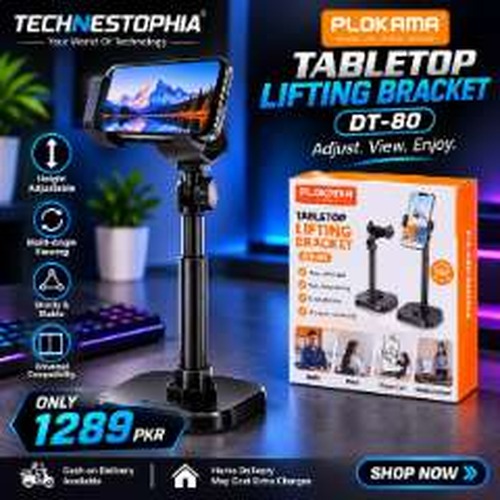 TECHNESTOPHIA
Your World Of Technology
PLOKAMA
TABLETOP
LIFTING BRACKET
DT-80
Adjust. View. Enjoy.
Height
Adjustable
Multi-Angle
Viewing
Sturdy &
Stable
Universal
Compatibility
PLOKAMA
TABLETOP
LIFTING
BRACKET
DT-80
ONLY
1289 PKR
Cash on Delivery
Available
Home Delivery
May Cost Extra Charges
SHOP NOW